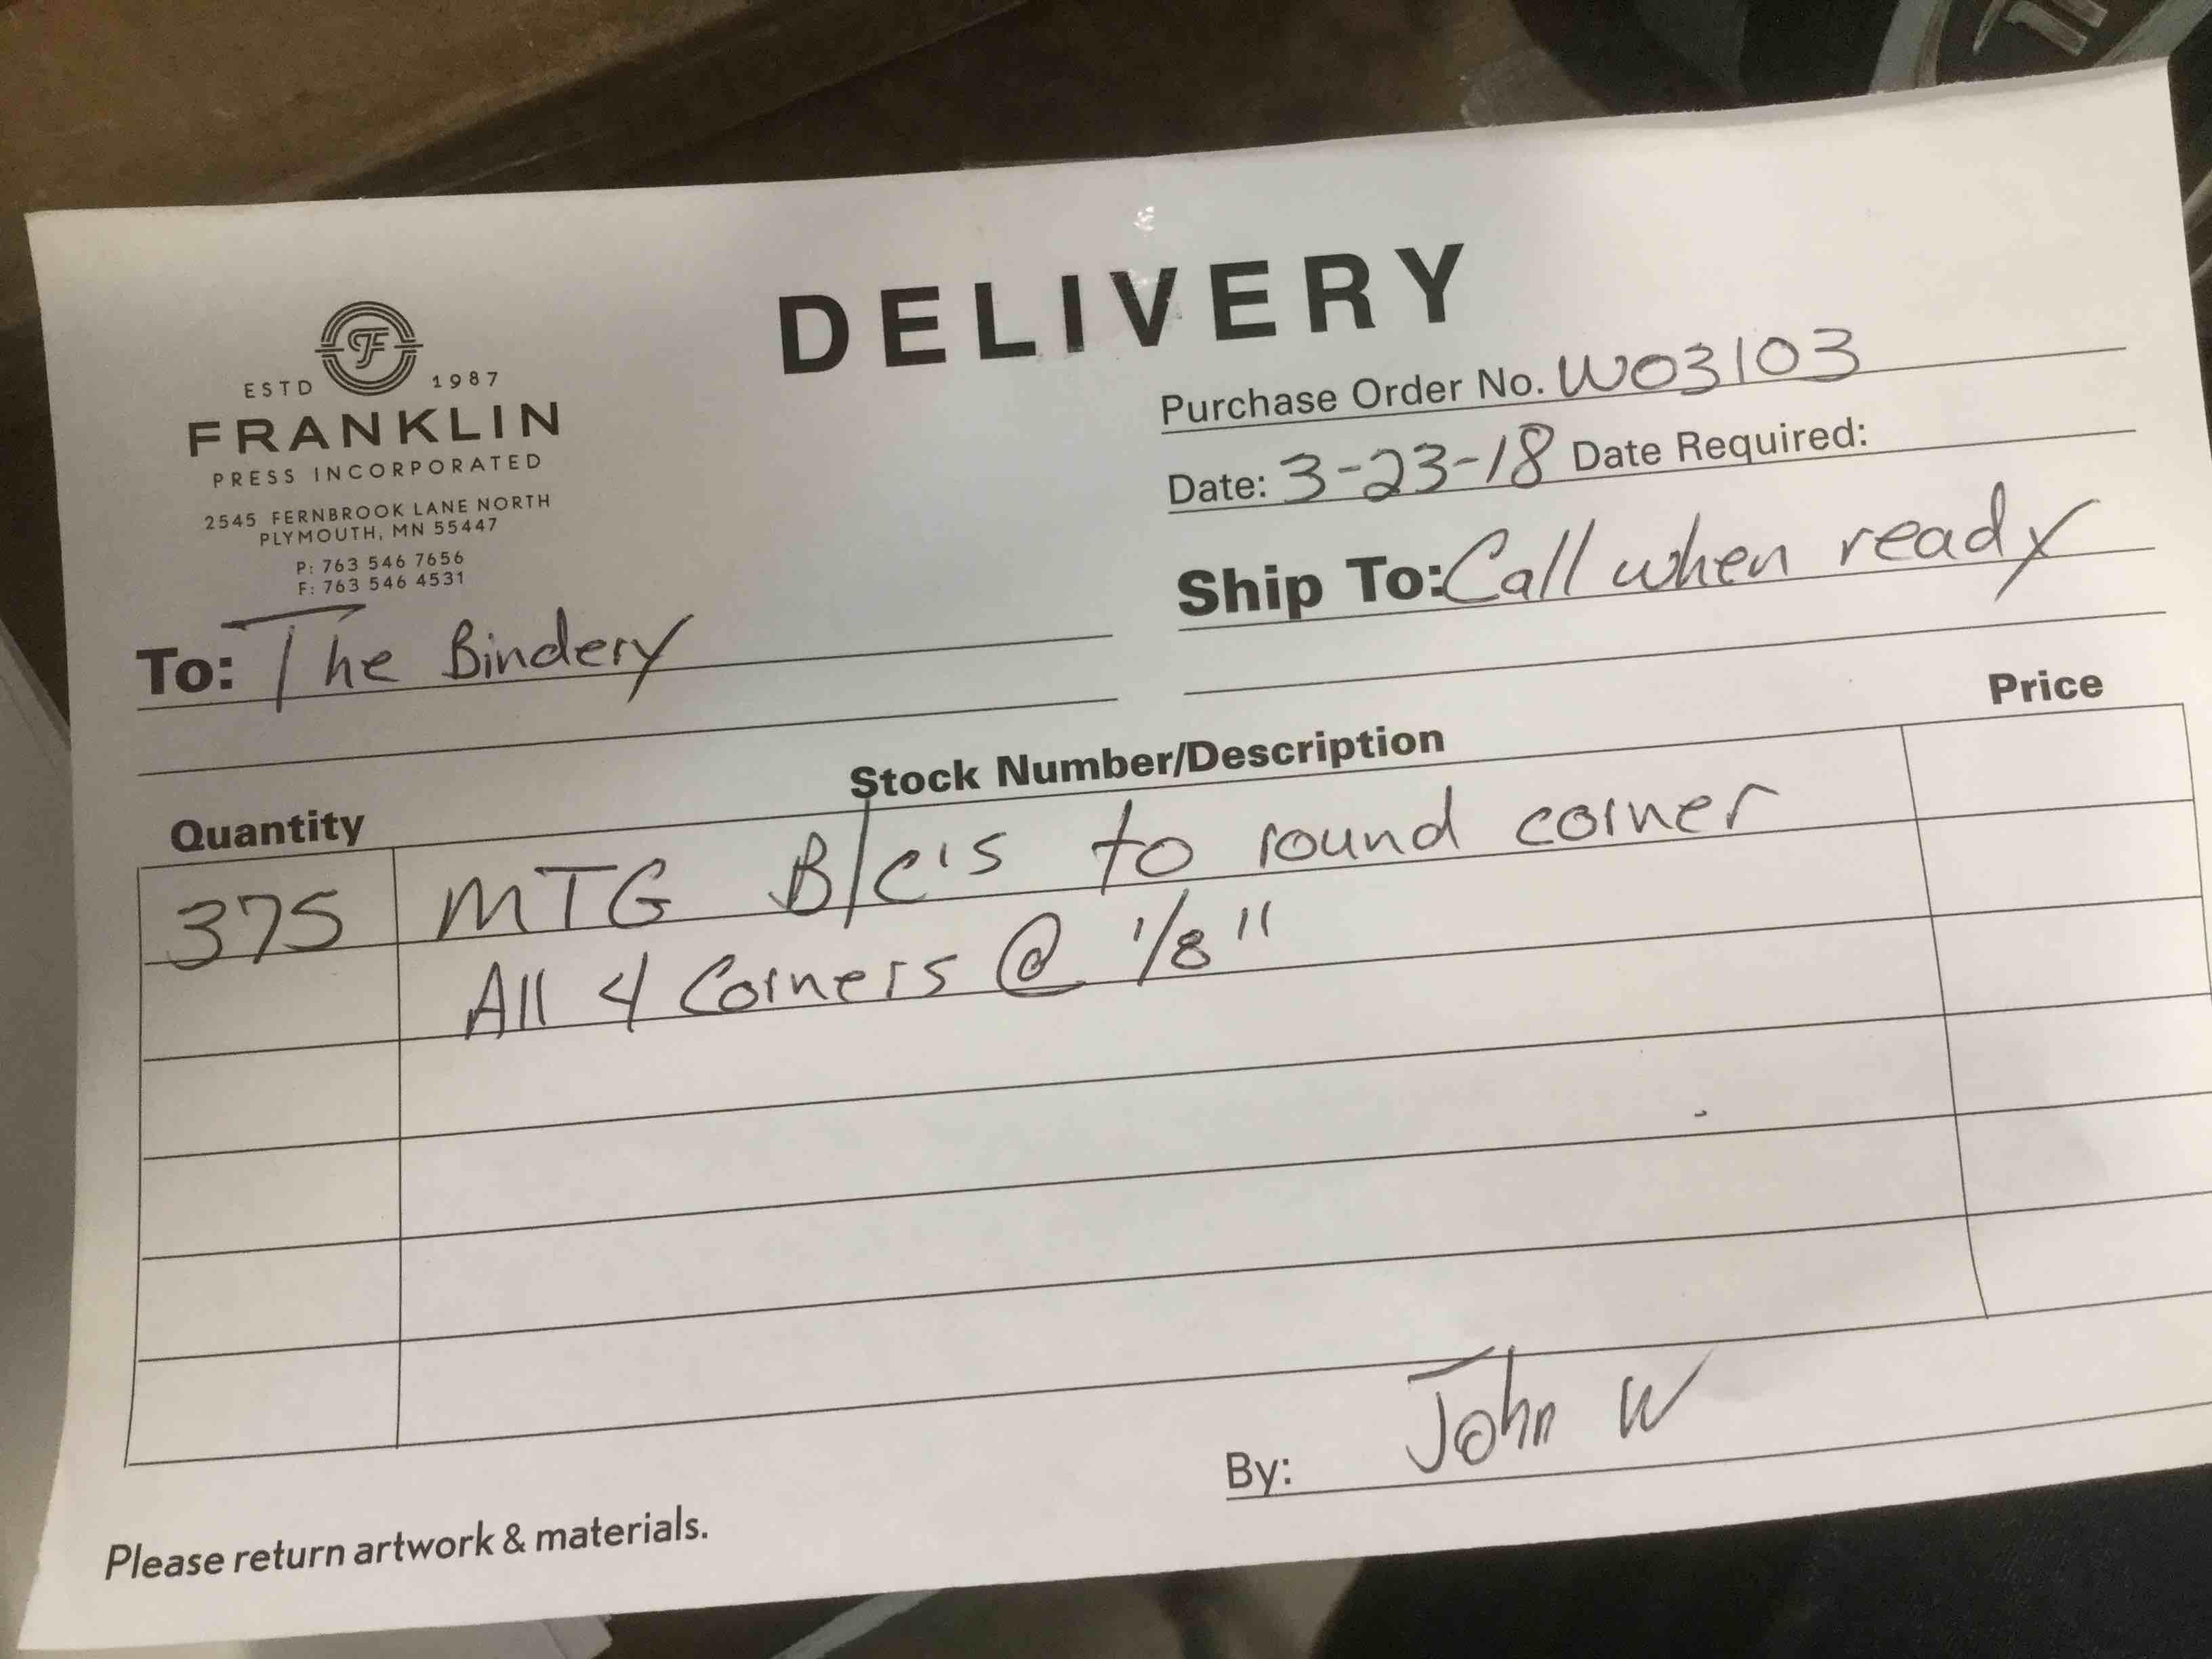 DELIVERY
F
ESTD 1987
FRANKLIN
PRESS INCORPORATED
2545 FERNBROOK LANE NORTH
PLYMOUTH, MN 55447
P: 763 546 7656
F: 763 546 4531
Purchase Order No. W03103
Date: 3-23-18 Date Required:
Ship To: Call when ready
To: The Bindery
Quantity Stock Number/Description Price
375 MTG B/C's to round corner
All 4 Corners @ 1/8"
By: John W
Please return artwork & materials.